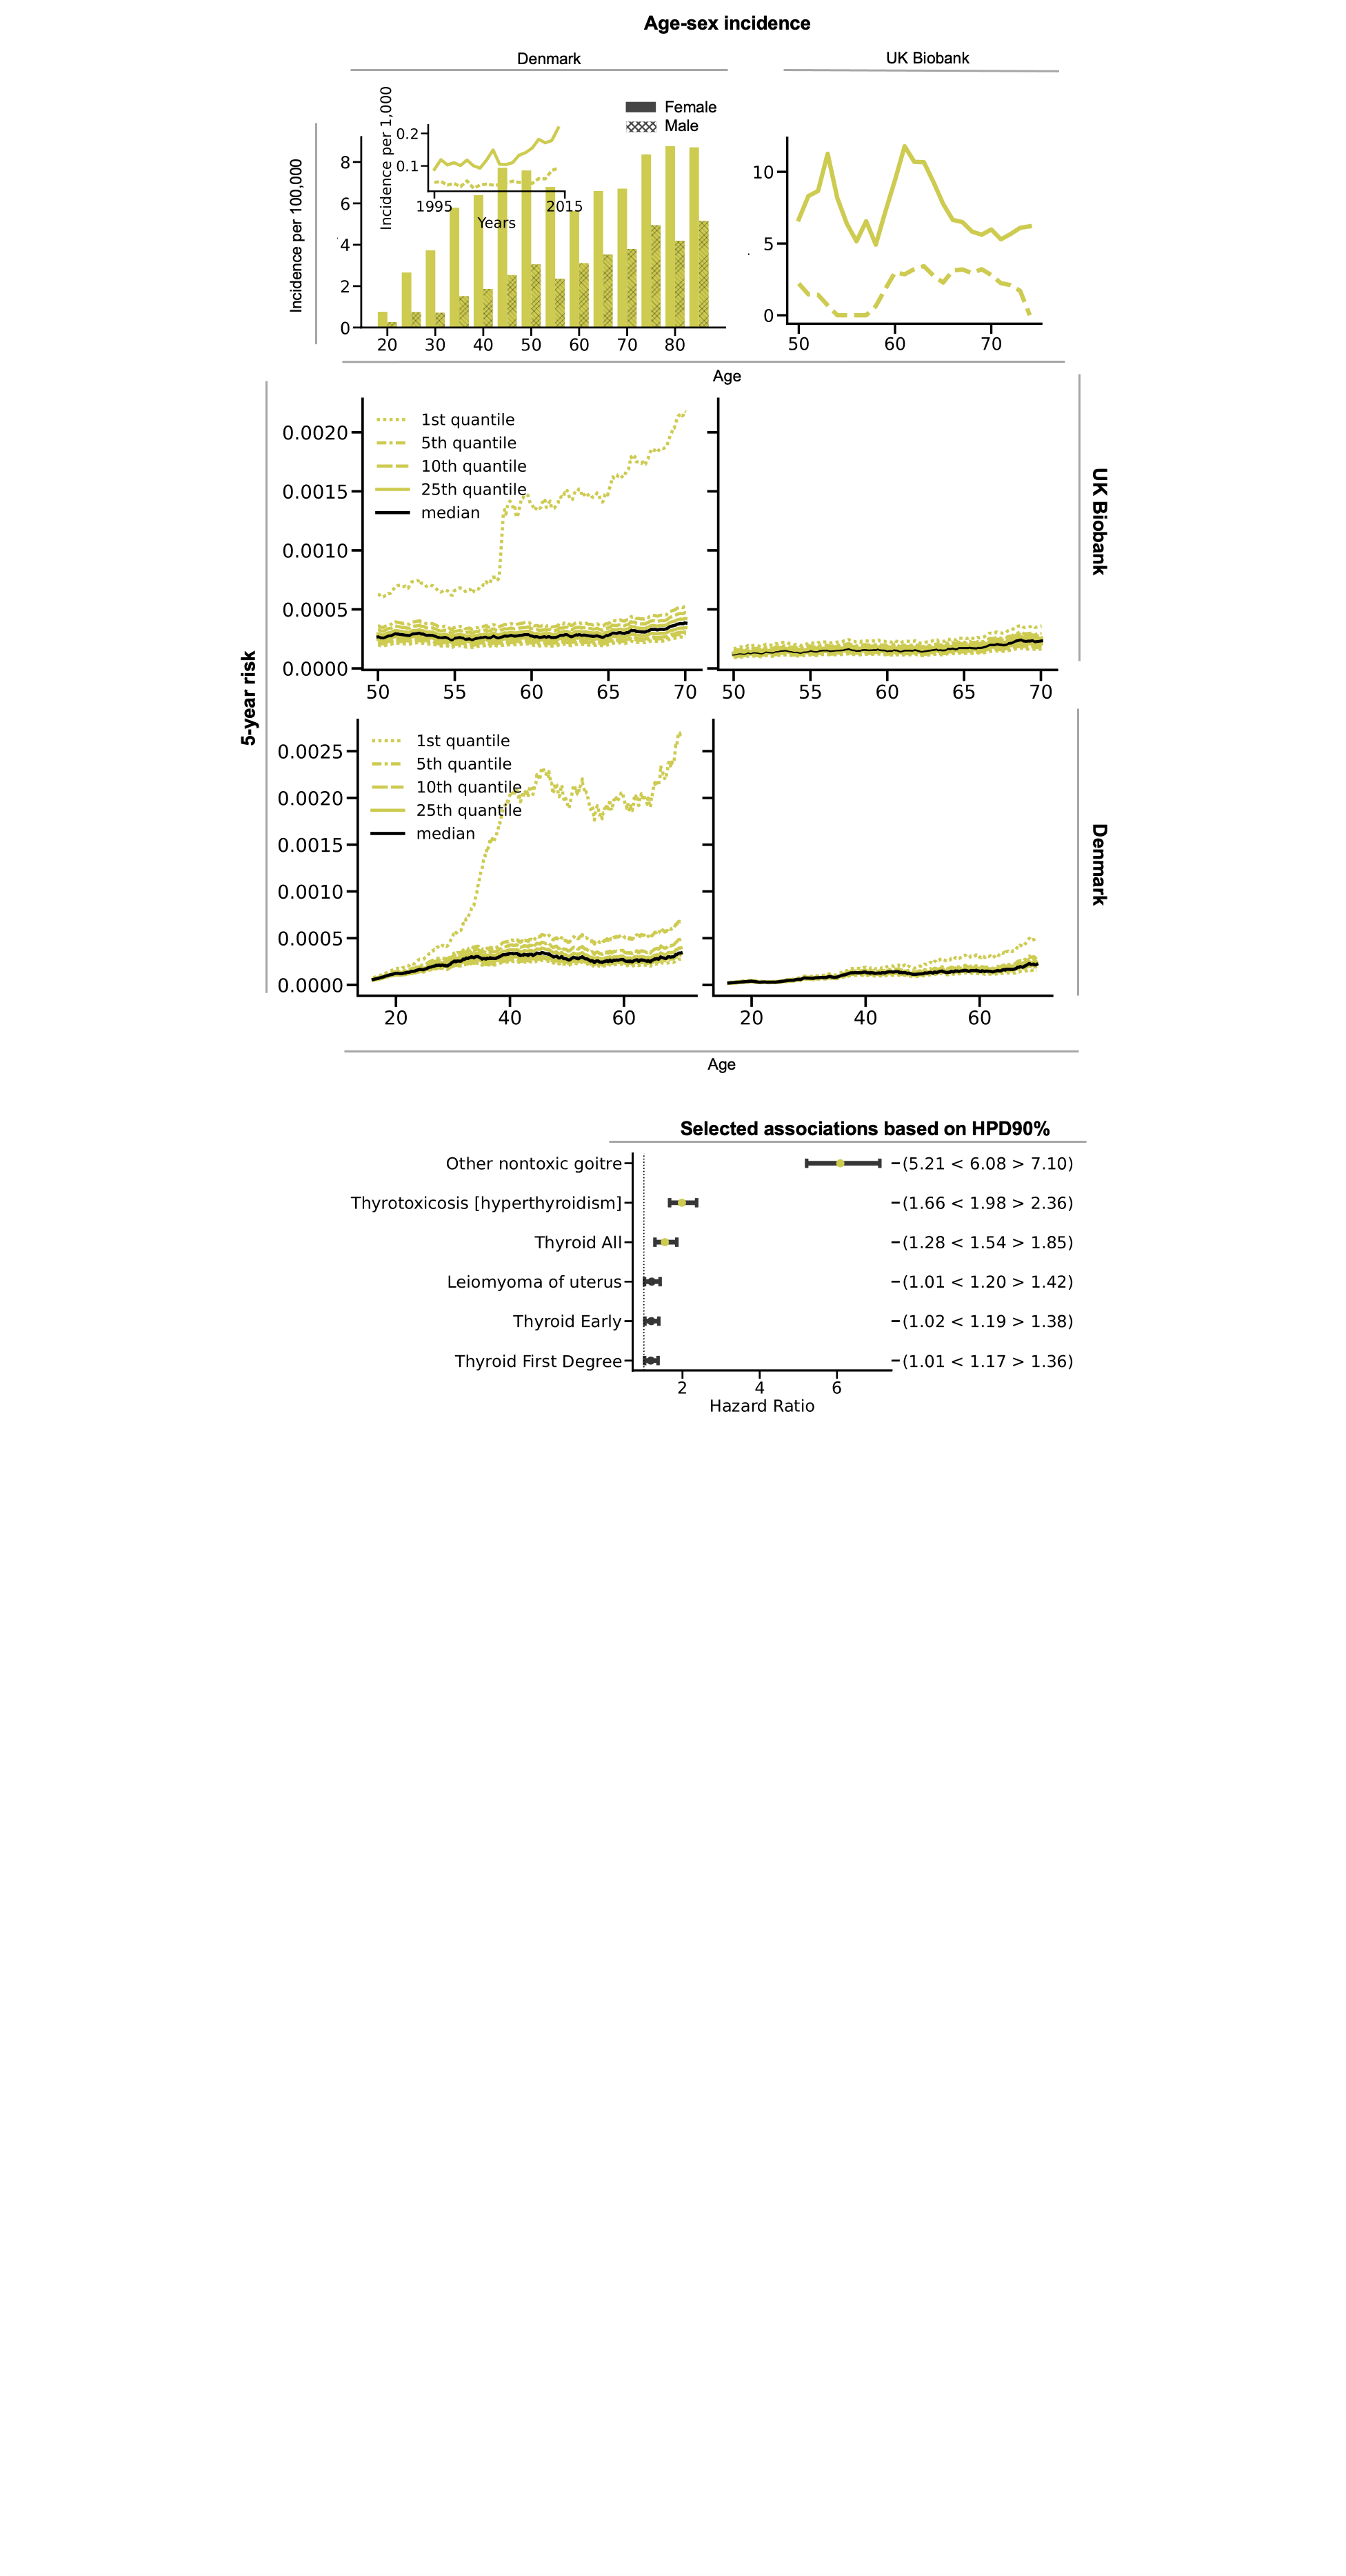 Age-sex incidence
Denmark
UK Biobank
Female
Male
Incidence per 100,000
8
6
4
2
0
Incidence per 1,000
0.2
0.1
1995
2015
Years
20 30 40 50 60 70 80
10
5
0
50 60 70
Age
5-year risk
UK Biobank
0.0020
0.0015
0.0010
0.0005
0.0000
1st quantile
5th quantile
10th quantile
25th quantile
median
50 55 60 65 70
50 55 60 65 70
Denmark
0.0025
0.0020
0.0015
0.0010
0.0005
0.0000
1st quantile
5th quantile
10th quantile
25th quantile
median
20 40 60
20 40 60
Age
Selected associations based on HPD90%
Other nontoxic goitre (5.21 < 6.08 > 7.10)
Thyrotoxicosis [hyperthyroidism] (1.66 < 1.98 > 2.36)
Thyroid All (1.28 < 1.54 > 1.85)
Leiomyoma of uterus (1.01 < 1.20 > 1.42)
Thyroid Early (1.02 < 1.19 > 1.38)
Thyroid First Degree (1.01 < 1.17 > 1.36)
2 4 6
Hazard Ratio